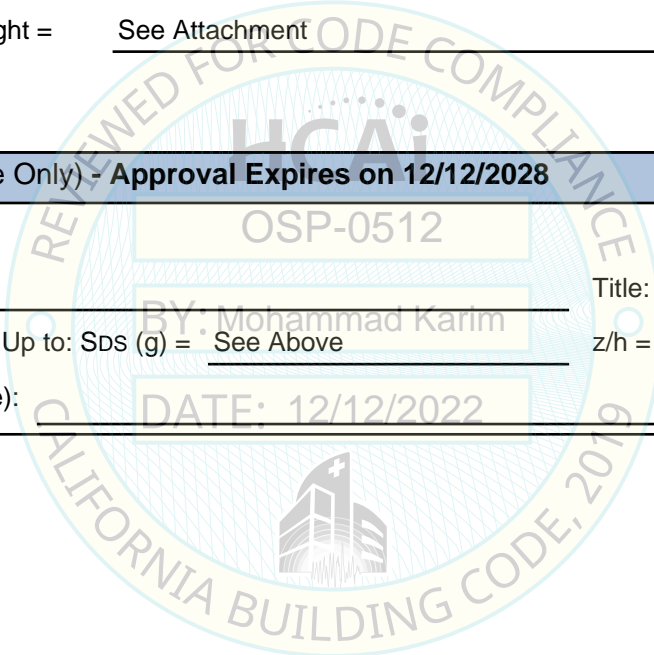 ght = See Attachment
REVIEWED FOR CODE COMPLIANCE
HCAi
e Only) - Approval Expires on 12/12/2028
OSP-0512
Title:
BY: Mohammad Karim
Up to: SDS (g) = See Above z/h =
e):
DATE: 12/12/2022
CALIFORNIA BUILDING CODE, 2019